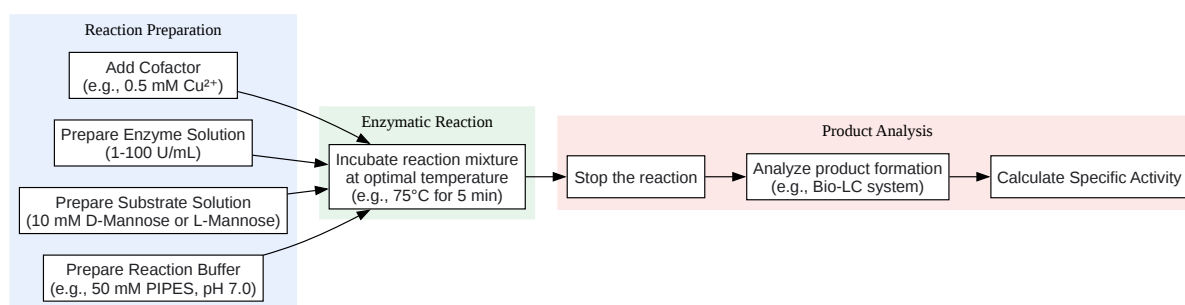 Reaction Preparation
Add Cofactor
(e.g., 0.5 mM Cu²⁺)
Prepare Enzyme Solution
(1-100 U/mL)
Prepare Substrate Solution
(10 mM D-Mannose or L-Mannose)
Prepare Reaction Buffer
(e.g., 50 mM PIPES, pH 7.0)
Enzymatic Reaction
Incubate reaction mixture
at optimal temperature
(e.g., 75°C for 5 min)
Product Analysis
Stop the reaction
Analyze product formation
(e.g., Bio-LC system)
Calculate Specific Activity